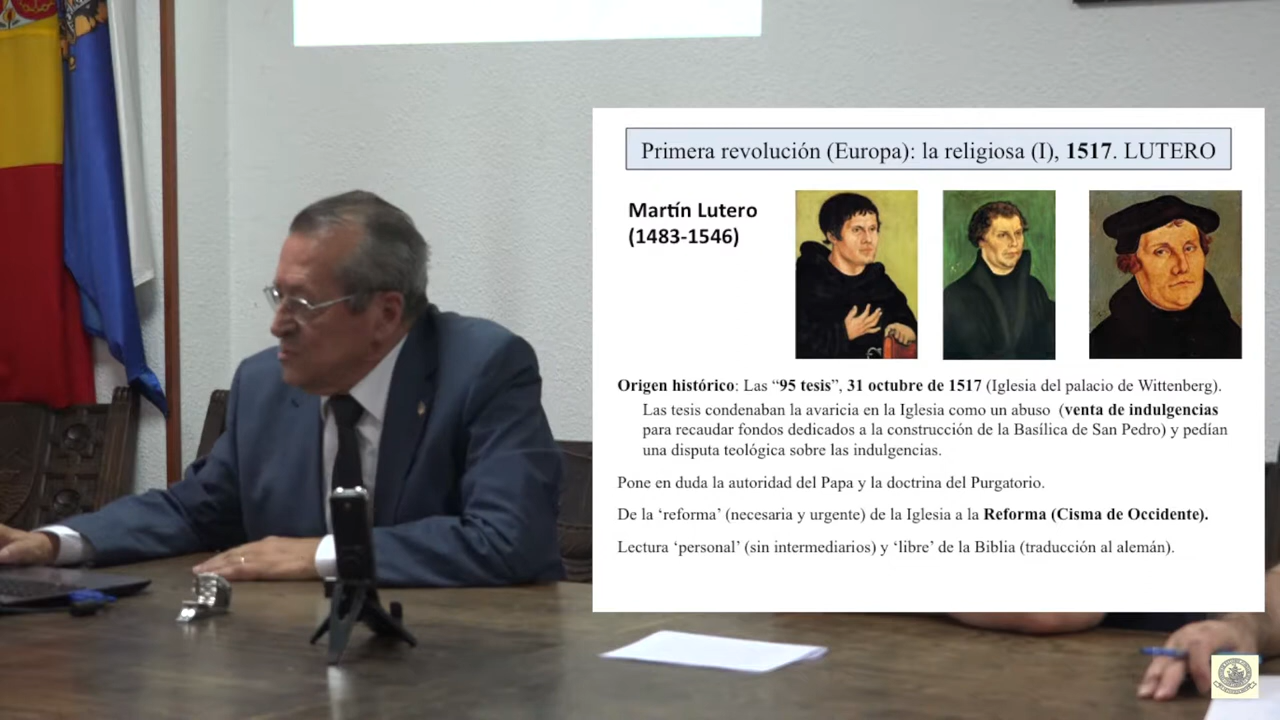 Primera revolución (Europa): la religiosa (I), 1517. LUTERO
Martín Lutero
(1483-1546)
Origen histórico: Las “95 tesis”, 31 octubre de 1517 (Iglesia del palacio de Wittenberg).
Las tesis condenaban la avaricia en la Iglesia como un abuso (venta de indulgencias
para recaudar fondos dedicados a la construcción de la Basílica de San Pedro) y pedían
una disputa teológica sobre las indulgencias.
Pone en duda la autoridad del Papa y la doctrina del Purgatorio.
De la ‘reforma’ (necesaria y urgente) de la Iglesia a la Reforma (Cisma de Occidente).
Lectura ‘personal’ (sin intermediarios) y ‘libre’ de la Biblia (traducción al alemán).